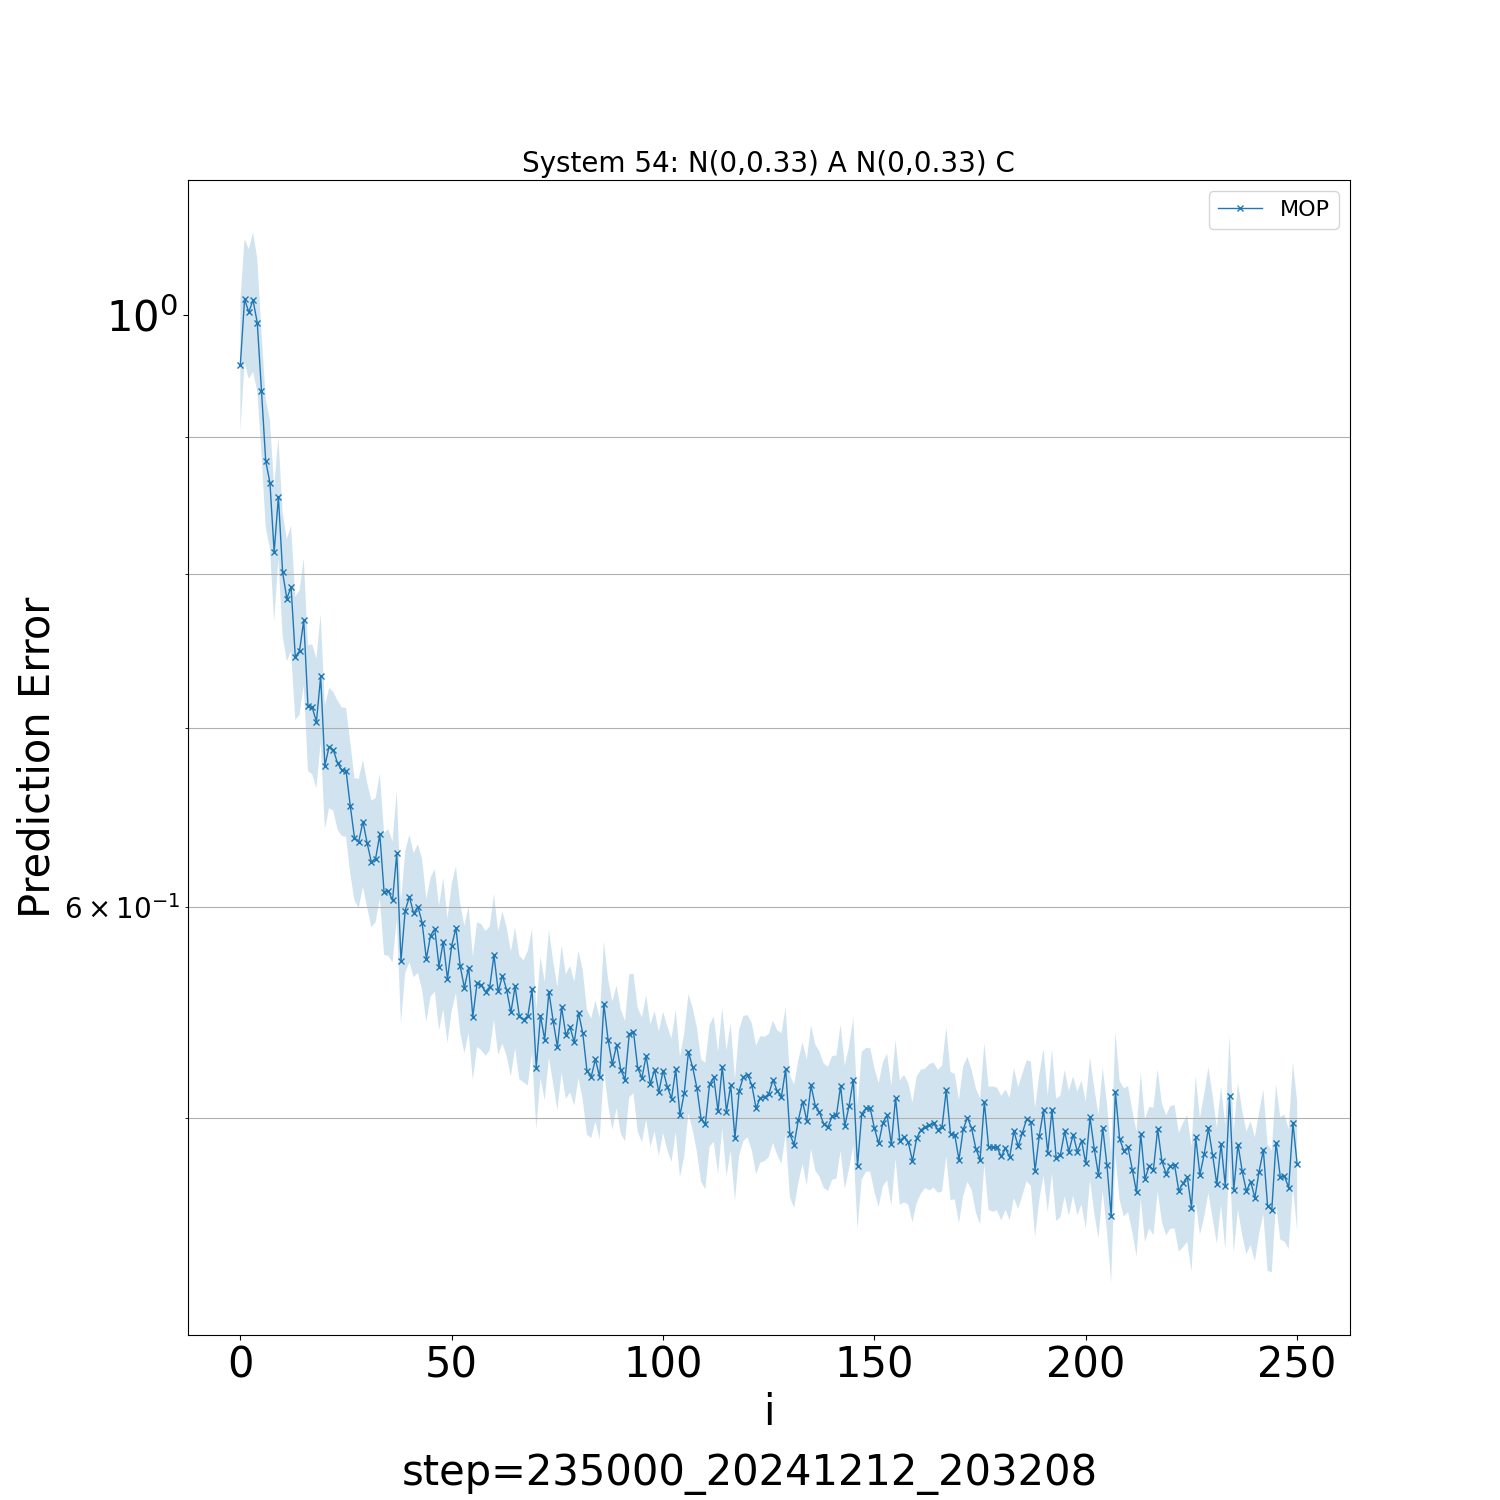 System 54: N(0,0.33) A N(0,0.33) C
MOP
10⁰
6 × 10⁻¹
Prediction Error
0 50 100 150 200 250
i
step=235000_20241212_203208